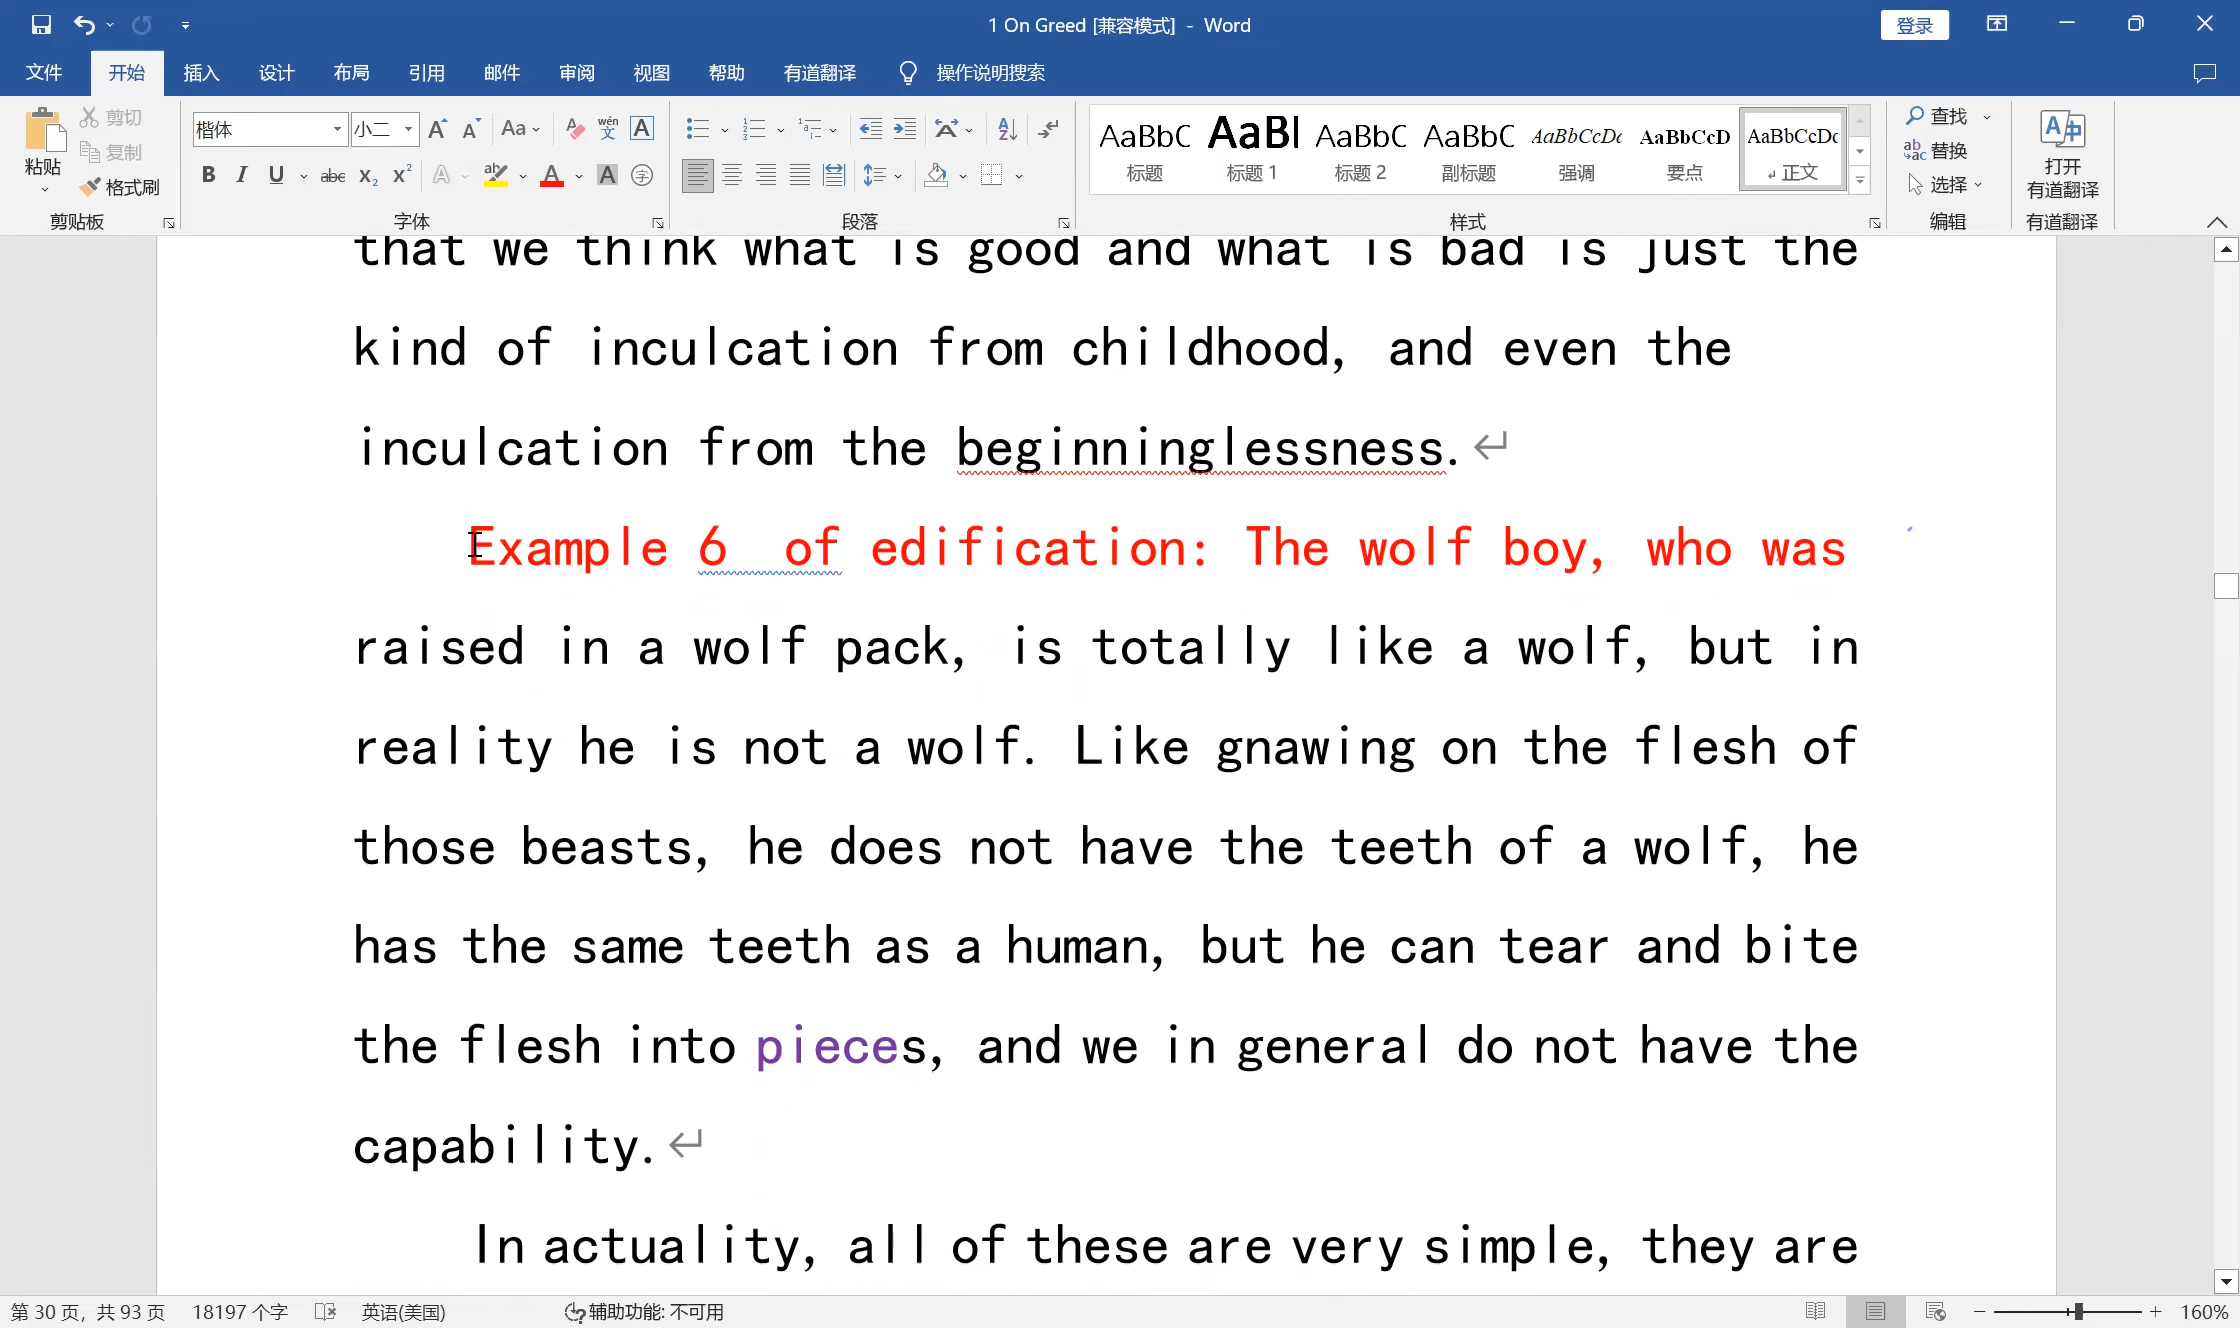 1 On Greed [兼容模式] - Word
登录
文件 开始 插入 设计 布局 引用 邮件 审阅 视图 帮助 有道翻译 操作说明搜索
粘贴 剪切 复制 格式刷
剪贴板
楷体 小二 A A Aa A wén 文 A
B I U abc X₂ X² A ab A A 字
字体
段落
AaBbC 标题
AaBl 标题 1
AaBbC 标题 2
AaBbC 副标题
AaBbCcDc 强调
AaBbCcD 要点
AaBbCcDc 正文
样式
查找
替换
选择
编辑
打开
有道翻译
有道翻译
that we think what is good and what is bad is just the
kind of inculcation from childhood, and even the
inculcation from the beginninglessness.
Example 6 of edification: The wolf boy, who was
raised in a wolf pack, is totally like a wolf, but in
reality he is not a wolf. Like gnawing on the flesh of
those beasts, he does not have the teeth of a wolf, he
has the same teeth as a human, but he can tear and bite
the flesh into pieces, and we in general do not have the
capability.
In actuality, all of these are very simple, they are
第 30 页，共 93 页 18197 个字 英语(美国) 辅助功能: 不可用 160%